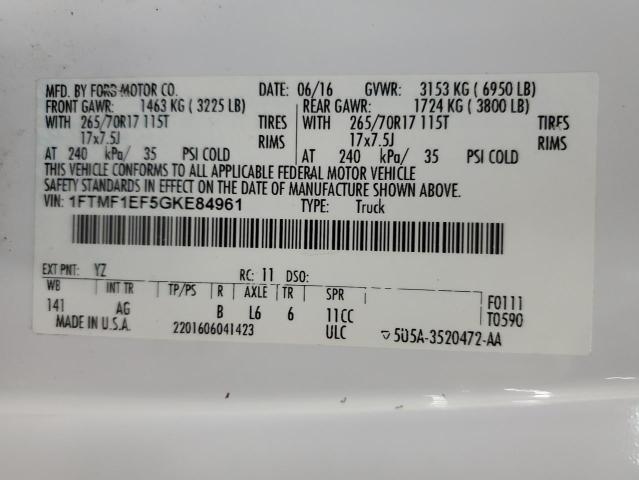 MFD. BY FORD MOTOR CO. DATE: 06/16 GVWR: 3153 KG ( 6950 LB)
FRONT GAWR: 1463 KG ( 3225 LB) REAR GAWR: 1724 KG ( 3800 LB)
WITH 265/70R17 115T TIRES WITH 265/70R17 115T TIRES
17x7.5J RIMS 17x7.5J RIMS
AT 240 kPa/ 35 PSI COLD AT 240 kPa/ 35 PSI COLD
THIS VEHICLE CONFORMS TO ALL APPLICABLE FEDERAL MOTOR VEHICLE
SAFETY STANDARDS IN EFFECT ON THE DATE OF MANUFACTURE SHOWN ABOVE.
VIN: 1FTMF1EF5GKE84961 TYPE: Truck
EXT PNT: YZ RC: 11 DSO:
WB INT TR TP/PS R AXLE TR SPR F0111
141 AG B L6 6 11CC T0590
MADE IN U.S.A. 2201606041423 ULC 5U5A-3520472-AA